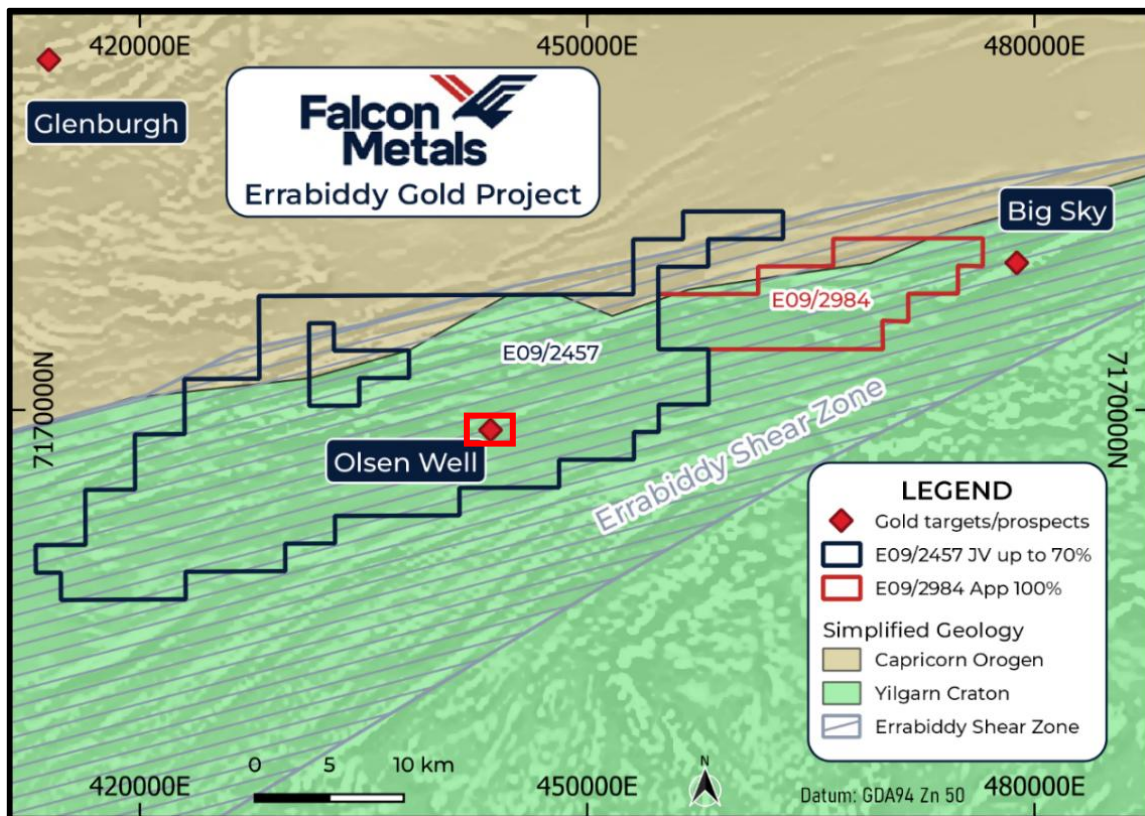 420000E
450000E
480000E
Glenburgh
Falcon
Metals
Errabiddy Gold Project
Big Sky
E09/2984
E09/2457
7170000N
7170000N
Olsen Well
Errabiddy Shear Zone
LEGEND
Gold targets/prospects
E09/2457 JV up to 70%
E09/2984 App 100%
Simplified Geology
Capricorn Orogen
Yilgarn Craton
Errabiddy Shear Zone
0 5 10 km
N
420000E
450000E
480000E
Datum: GDA94 Zn 50